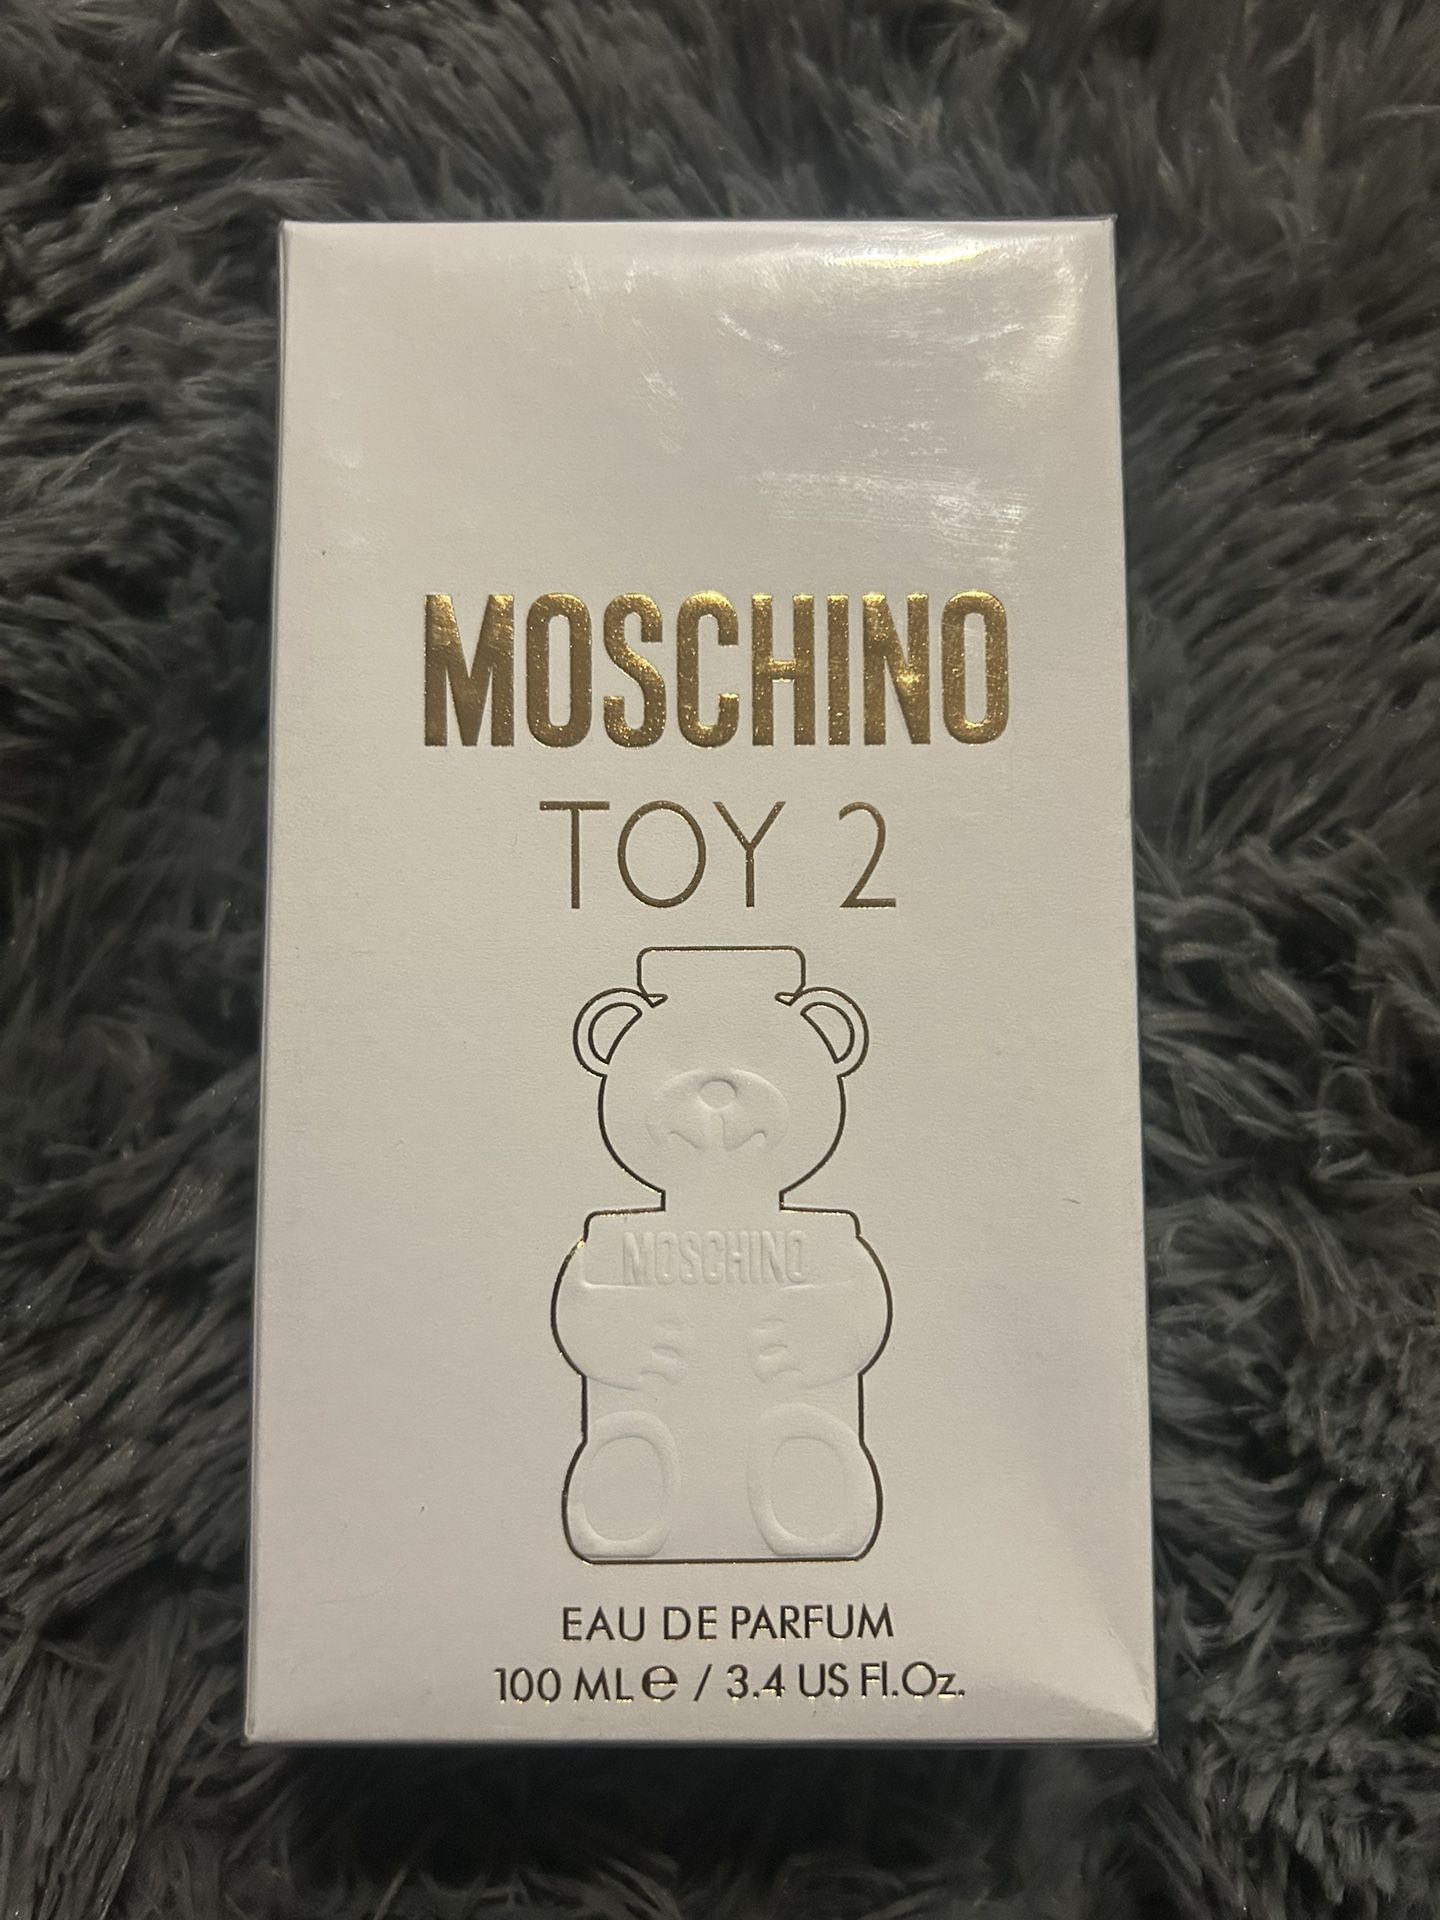 MOSCHINO
TOY 2
MOSCHINO
EAU DE PARFUM
100 ML e / 3.4 US Fl.Oz.